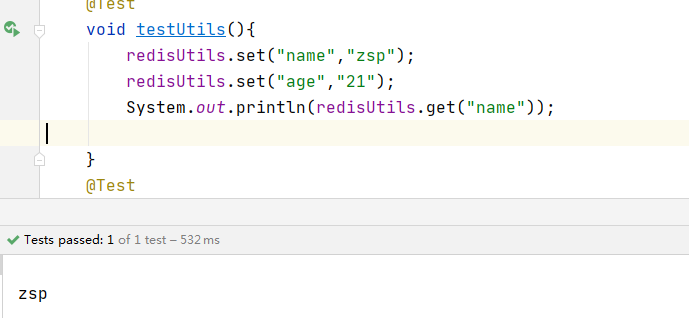 @Test
void testUtils(){
redisUtils.set("name","zsp");
redisUtils.set("age","21");
System.out.println(redisUtils.get("name"));
}
@Test
Tests passed: 1 of 1 test – 532 ms
zsp